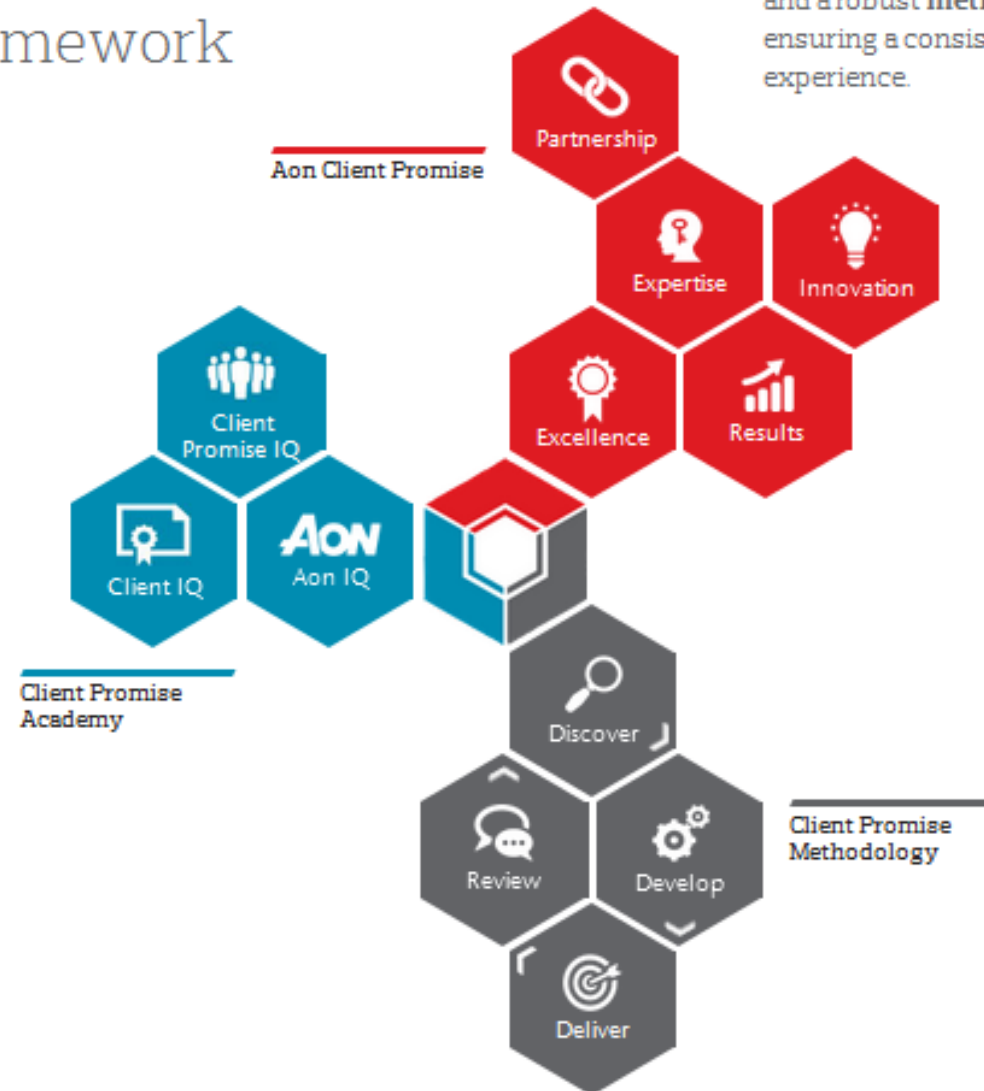 mework
ensuring a consis
experience.
Aon Client Promise
Partnership
Expertise
Innovation
Excellence
Results
Client
Promise IQ
Client IQ
AON
Aon IQ
Client Promise
Academy
Discover
Review
Develop
Client Promise
Methodology
Deliver